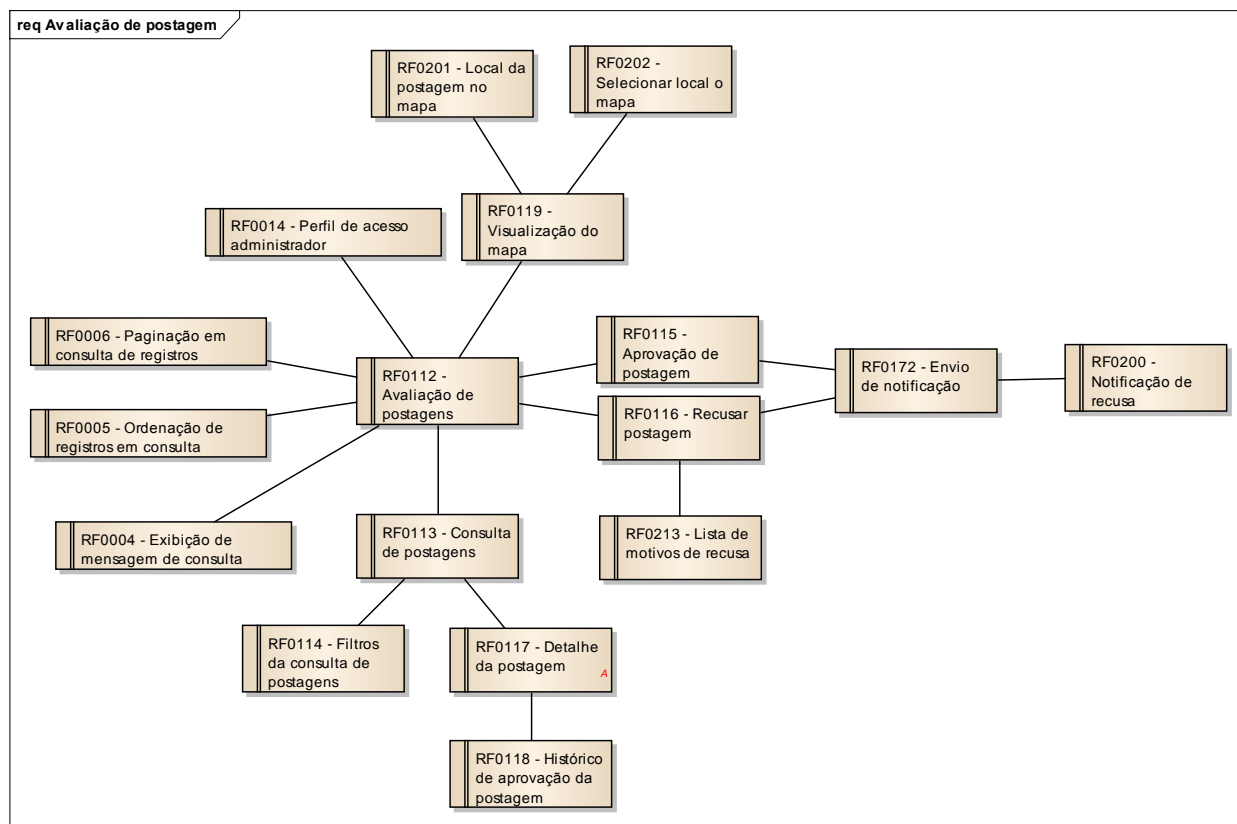 req Avaliação de postagem
RF0201 - Local da
postagem no
mapa
RF0202 -
Selecionar local o
mapa
RF0119 -
Visualização do
mapa
RF0014 - Perfil de acesso
administrador
RF0006 - Paginação em
consulta de registros
RF0112 -
Avaliação de
postagens
RF0115 -
Aprovação de
postagem
RF0172 - Envio
de notificação
RF0200 -
Notificação de
recusa
RF0005 - Ordenação de
registros em consulta
RF0116 - Recusar
postagem
RF0004 - Exibição de
mensagem de consulta
RF0113 - Consulta
de postagens
RF0213 - Lista de
motivos de recusa
RF0114 - Filtros
da consulta de
postagens
RF0117 - Detalhe
da postagem
A
RF0118 - Histórico
de aprovação da
postagem